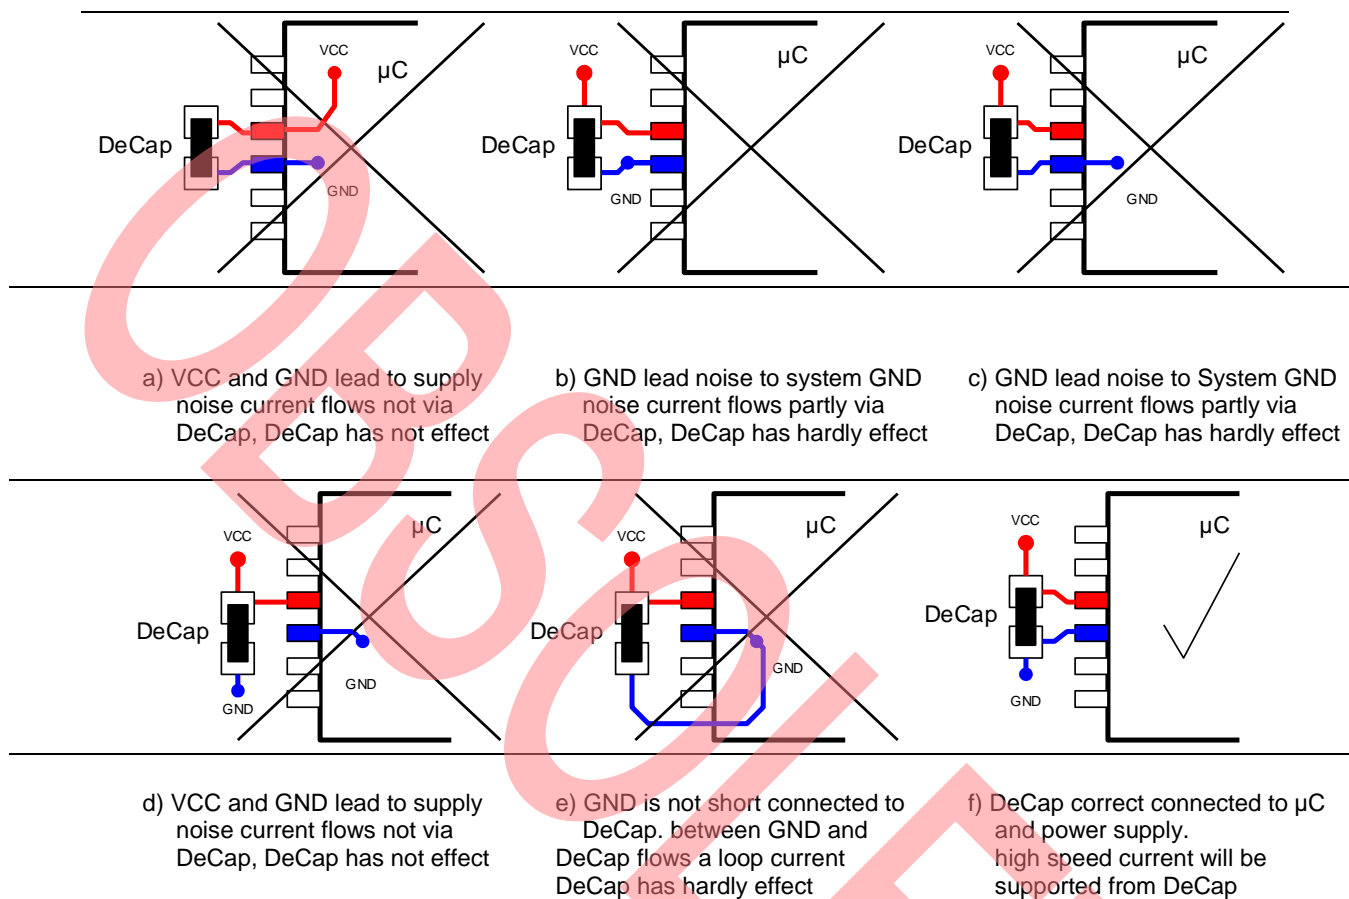 VCC
µC
DeCap
GND
VCC
µC
DeCap
GND
VCC
µC
DeCap
GND
a) VCC and GND lead to supply
noise current flows not via
DeCap, DeCap has not effect
b) GND lead noise to system GND
noise current flows partly via
DeCap, DeCap has hardly effect
c) GND lead noise to System GND
noise current flows partly via
DeCap, DeCap has hardly effect
VCC
µC
DeCap
GND
GND
VCC
µC
DeCap
GND
VCC
µC
DeCap
GND
d) VCC and GND lead to supply
noise current flows not via
DeCap, DeCap has not effect
e) GND is not short connected to
DeCap. between GND and
DeCap flows a loop current
DeCap has hardly effect
f) DeCap correct connected to µC
and power supply.
high speed current will be
supported from DeCap
OBSOLE